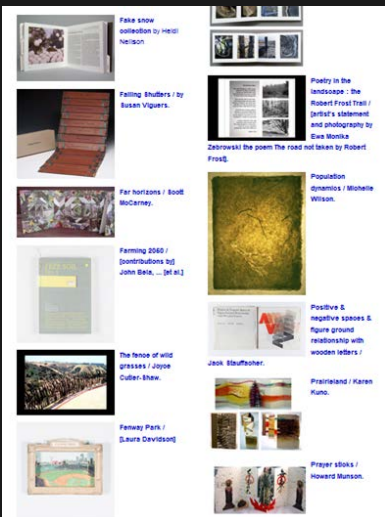 Fake snow
collection by Heidi
Neilson.
Falling Shutters / by
Susan Viguers.
Far horizons / Scott
McCarney.
Farming 2050 /
[contributions by]
John Bela, ... [et al.]
The fence of wild
grasses / Joyce
Cutler-Shaw.
Fenway Park /
[Laura Davidson]
Poetry in the
landscape : the
Robert Frost Trail /
[artist's statement
and photography by
Ewa Monika
Zebrowski the poem The road not taken by Robert
Frost].
Population
dynamics / Michelle
Wilson.
Positive &
negative spaces &
figure ground
relationship with
wooden letters /
Jack Stauffacher.
Prairieland / Karen
Kunc.
Prayer sticks /
Howard Munson.